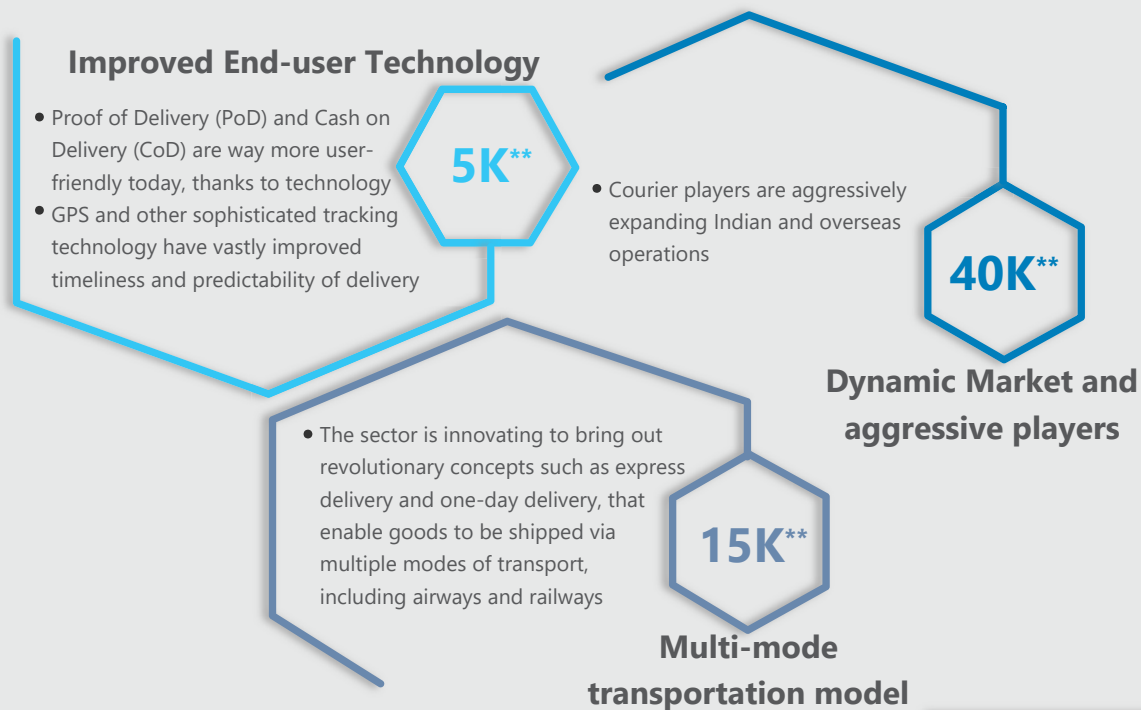 Improved End-user Technology
• Proof of Delivery (PoD) and Cash on
Delivery (CoD) are way more user-
friendly today, thanks to technology
• GPS and other sophisticated tracking
technology have vastly improved
timeliness and predictability of delivery
5K**
• Courier players are aggressively
expanding Indian and overseas
operations
40K**
Dynamic Market and
aggressive players
• The sector is innovating to bring out
revolutionary concepts such as express
delivery and one-day delivery, that
enable goods to be shipped via
multiple modes of transport,
including airways and railways
15K**
Multi-mode
transportation model